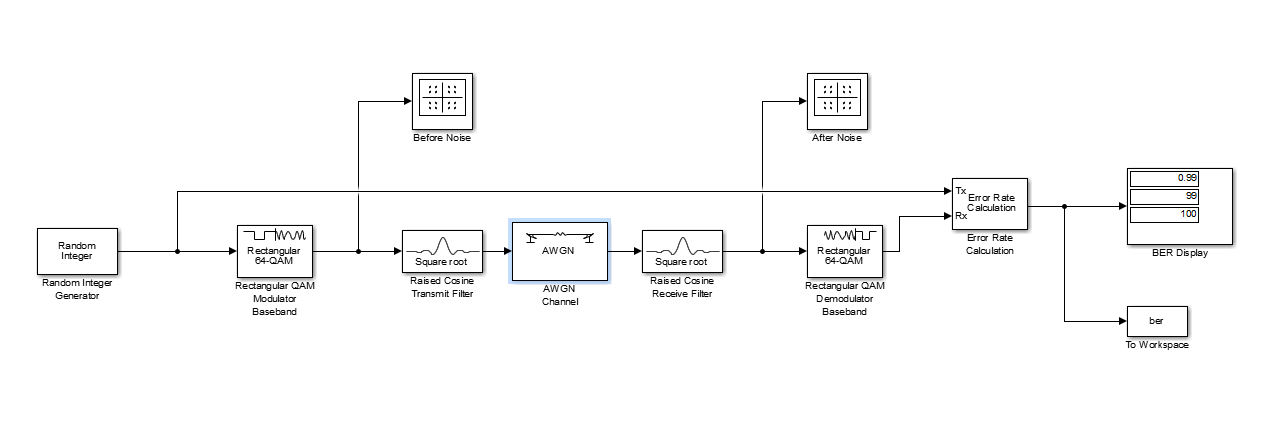 Before Noise
After Noise
0.99
99
100
BER Display
Tx
Rx
Error Rate
Calculation
Error Rate
Calculation
Random
Integer
Random Integer
Generator
Rectangular
64-QAM
Rectangular QAM
Modulator
Baseband
Square root
Raised Cosine
Transmit Filter
AWGN
AWGN
Channel
Square root
Raised Cosine
Receive Filter
Rectangular
64-QAM
Rectangular QAM
Demodulator
Baseband
ber
To Workspace